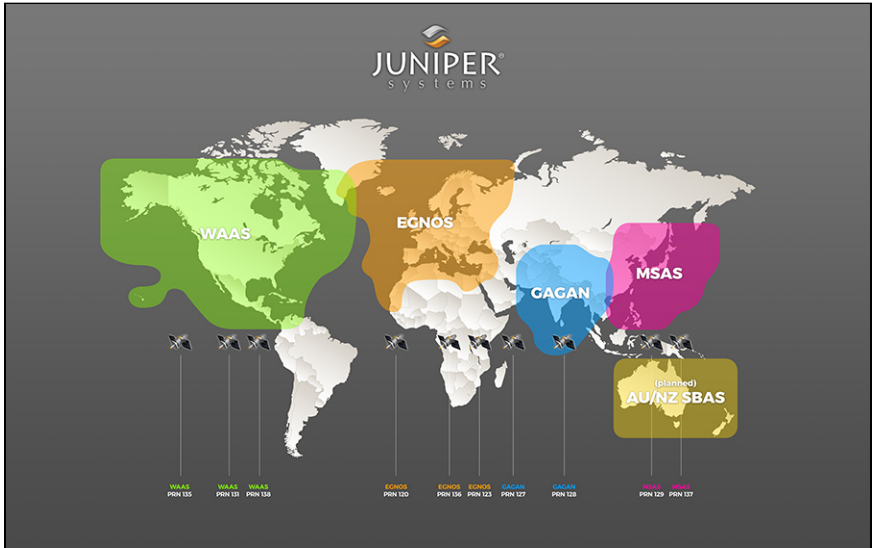 JUNIPER®
systems
WAAS
EGNOS
GAGAN
MSAS
(planned)
AU/NZ SBAS
WAAS
PRN 135
WAAS
PRN 131
WAAS
PRN 138
EGNOS
PRN 120
EGNOS
PRN 136
EGNOS
PRN 123
GAGAN
PRN 127
GAGAN
PRN 128
MSAS
PRN 129
MSAS
PRN 137